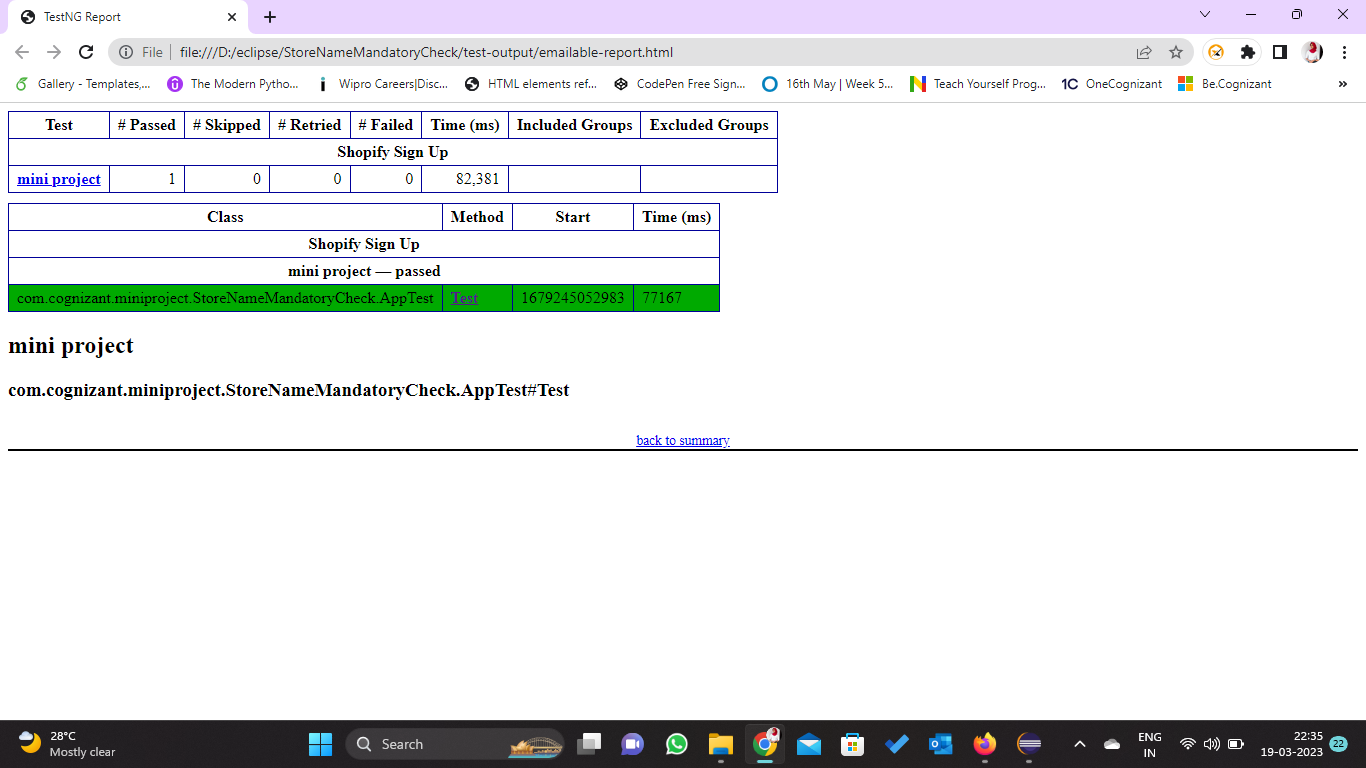 TestNG Report
File file:///D:/eclipse/StoreNameMandatoryCheck/test-output/emailable-report.html
Gallery - Templates,... The Modern Pytho... Wipro Careers|Disc... HTML elements ref... CodePen Free Sign... 16th May | Week 5... Teach Yourself Prog... 1C OneCognizant Be.Cognizant »
Test # Passed # Skipped # Retried # Failed Time (ms) Included Groups Excluded Groups
Shopify Sign Up
mini project 1 0 0 0 82,381
Class Method Start Time (ms)
Shopify Sign Up
mini project — passed
com.cognizant.miniproject.StoreNameMandatoryCheck.AppTest Test 1679245052983 77167
mini project
com.cognizant.miniproject.StoreNameMandatoryCheck.AppTest#Test
back to summary
28°C
Mostly clear
Search
ENG
IN
22:35
19-03-2023
22